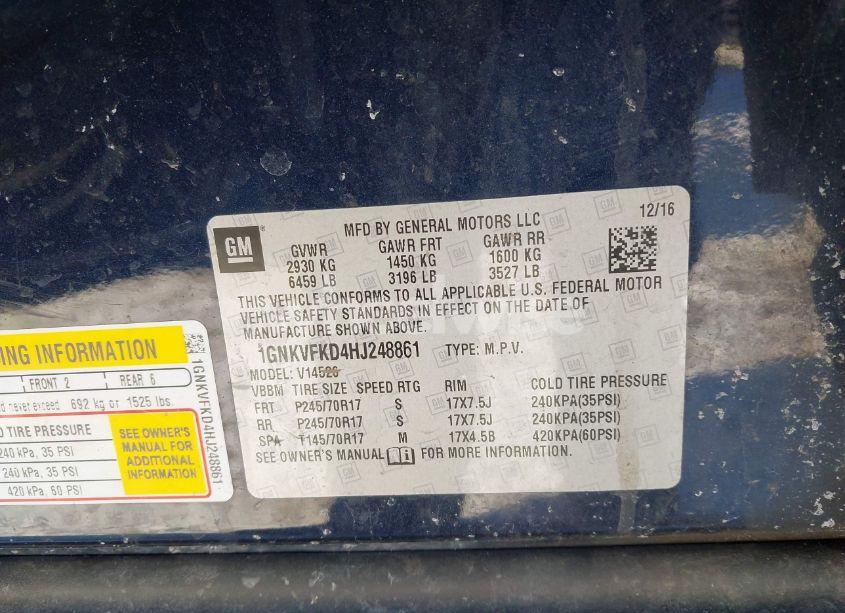 MFD BY GENERAL MOTORS LLC
12/16
GM
GVWR GAWR FRT GAWR RR
2930 KG 1450 KG 1600 KG
6459 LB 3196 LB 3527 LB
THIS VEHICLE CONFORMS TO ALL APPLICABLE U.S. FEDERAL MOTOR
VEHICLE SAFETY STANDARDS IN EFFECT ON THE DATE OF
MANUFACTURE SHOWN ABOVE.
1GNKVFKD4HJ248861 TYPE: M.P.V.
MODEL: V14526
VBBM TIRE SIZE SPEED RTG RIM COLD TIRE PRESSURE
FRT P245/70R17 S 17X7.5J 240KPA(35PSI)
RR P245/70R17 S 17X7.5J 240KPA(35PSI)
SPA T145/70R17 M 17X4.5B 420KPA(60PSI)
SEE OWNER'S MANUAL FOR MORE INFORMATION.
ING INFORMATION
FRONT 2 REAR 6
never exceed 692 kg or 1525 lbs.
TIRE PRESSURE
240 kPa, 35 PSI
240 kPa, 35 PSI
420 kPa, 60 PSI
SEE OWNER'S
MANUAL FOR
ADDITIONAL
INFORMATION
1GNKVFKD4HJ248861